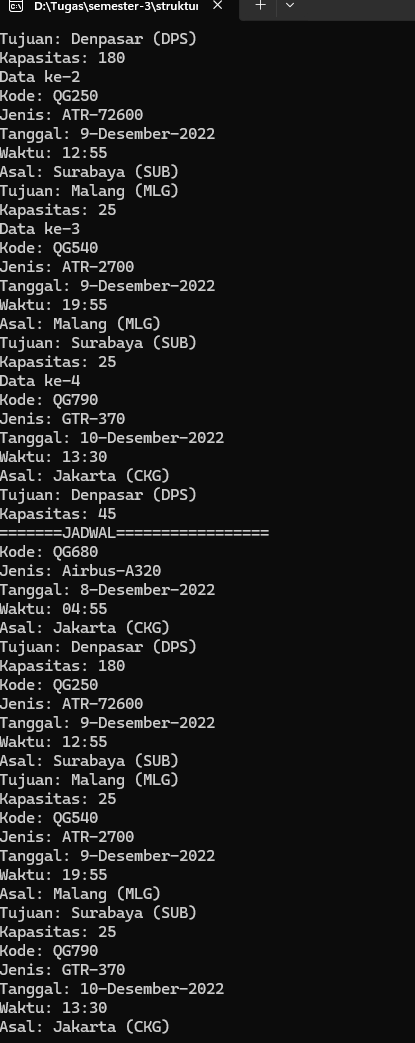 D:\Tugas\semester-3\struktur
Tujuan: Denpasar (DPS)
Kapasitas: 180
Data ke-2
Kode: QG250
Jenis: ATR-72600
Tanggal: 9-Desember-2022
Waktu: 12:55
Asal: Surabaya (SUB)
Tujuan: Malang (MLG)
Kapasitas: 25
Data ke-3
Kode: QG540
Jenis: ATR-2700
Tanggal: 9-Desember-2022
Waktu: 19:55
Asal: Malang (MLG)
Tujuan: Surabaya (SUB)
Kapasitas: 25
Data ke-4
Kode: QG790
Jenis: GTR-370
Tanggal: 10-Desember-2022
Waktu: 13:30
Asal: Jakarta (CKG)
Tujuan: Denpasar (DPS)
Kapasitas: 45
=======JADWAL=================
Kode: QG680
Jenis: Airbus-A320
Tanggal: 8-Desember-2022
Waktu: 04:55
Asal: Jakarta (CKG)
Tujuan: Denpasar (DPS)
Kapasitas: 180
Kode: QG250
Jenis: ATR-72600
Tanggal: 9-Desember-2022
Waktu: 12:55
Asal: Surabaya (SUB)
Tujuan: Malang (MLG)
Kapasitas: 25
Kode: QG540
Jenis: ATR-2700
Tanggal: 9-Desember-2022
Waktu: 19:55
Asal: Malang (MLG)
Tujuan: Surabaya (SUB)
Kapasitas: 25
Kode: QG790
Jenis: GTR-370
Tanggal: 10-Desember-2022
Waktu: 13:30
Asal: Jakarta (CKG)